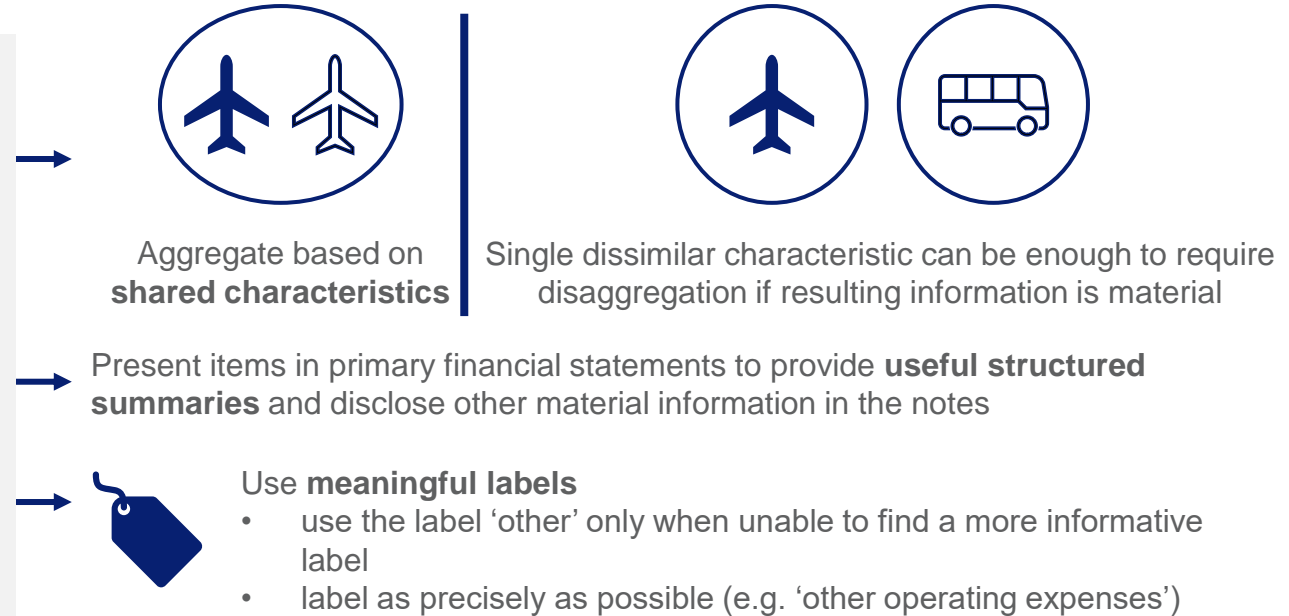 Aggregate based on
shared characteristics
Single dissimilar characteristic can be enough to require
disaggregation if resulting information is material
Present items in primary financial statements to provide useful structured
summaries and disclose other material information in the notes
Use meaningful labels
• use the label ‘other’ only when unable to find a more informative
label
• label as precisely as possible (e.g. ‘other operating expenses’)